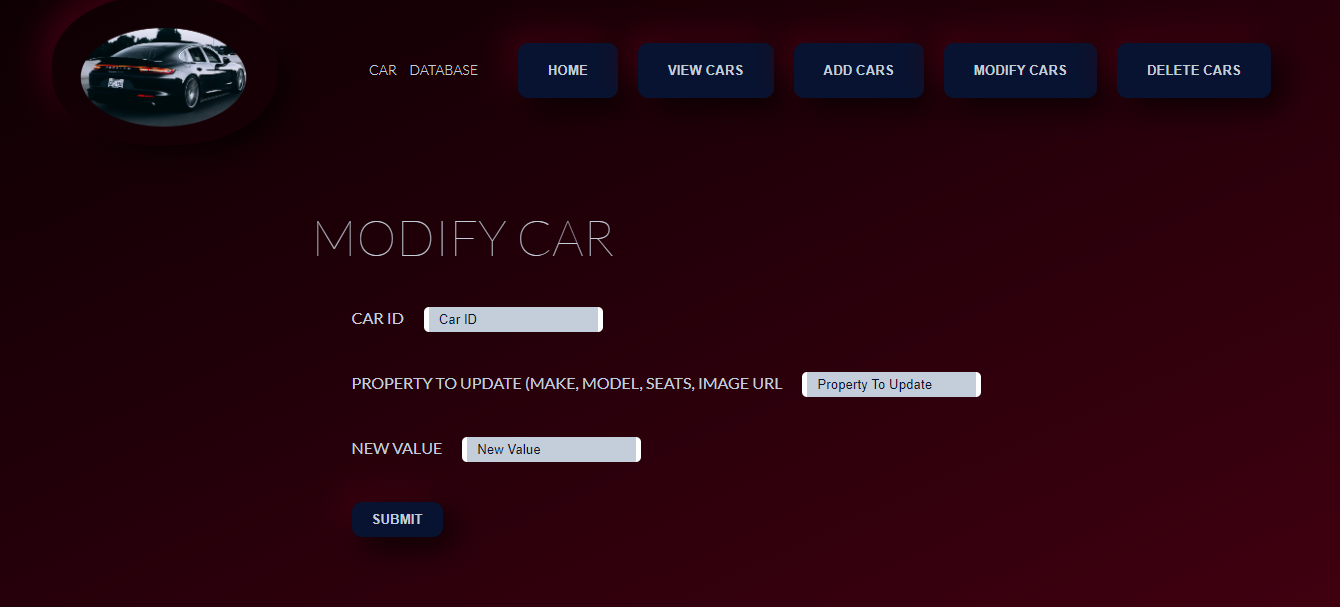 CAR DATABASE HOME VIEW CARS ADD CARS MODIFY CARS DELETE CARS
MODIFY CAR
CAR ID Car ID
PROPERTY TO UPDATE (MAKE, MODEL, SEATS, IMAGE URL Property To Update
NEW VALUE New Value
SUBMIT